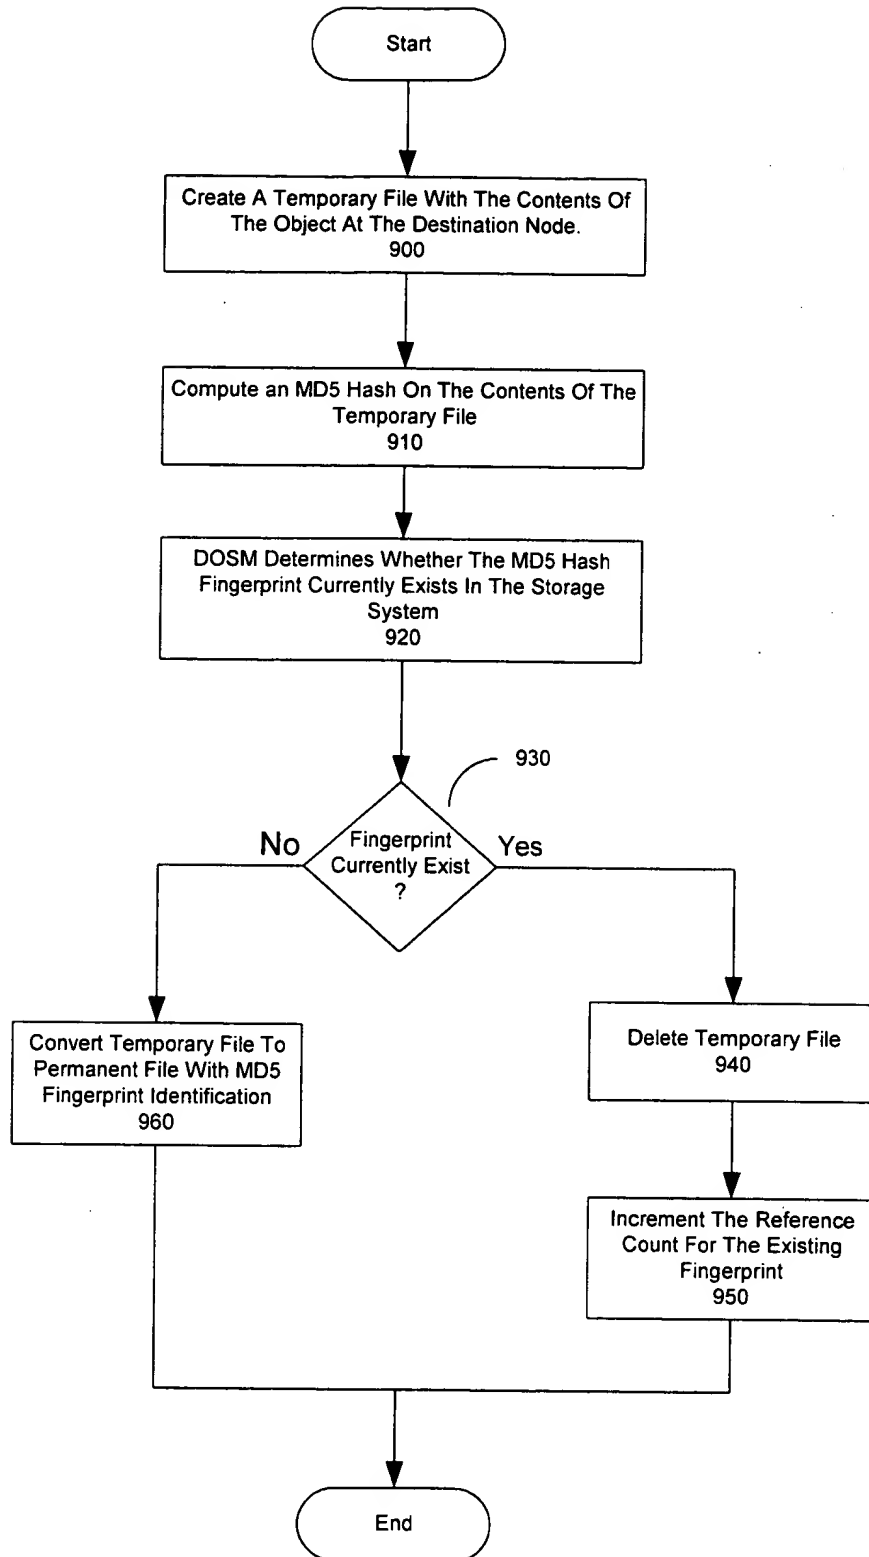 Start
Create A Temporary File With The Contents Of
The Object At The Destination Node.
900
Compute an MD5 Hash On The Contents Of The
Temporary File
910
DOSM Determines Whether The MD5 Hash
Fingerprint Currently Exists In The Storage
System
920
930
No
Fingerprint
Currently Exist
?
Yes
Convert Temporary File To
Permanent File With MD5
Fingerprint Identification
960
Delete Temporary File
940
Increment The Reference
Count For The Existing
Fingerprint
950
End